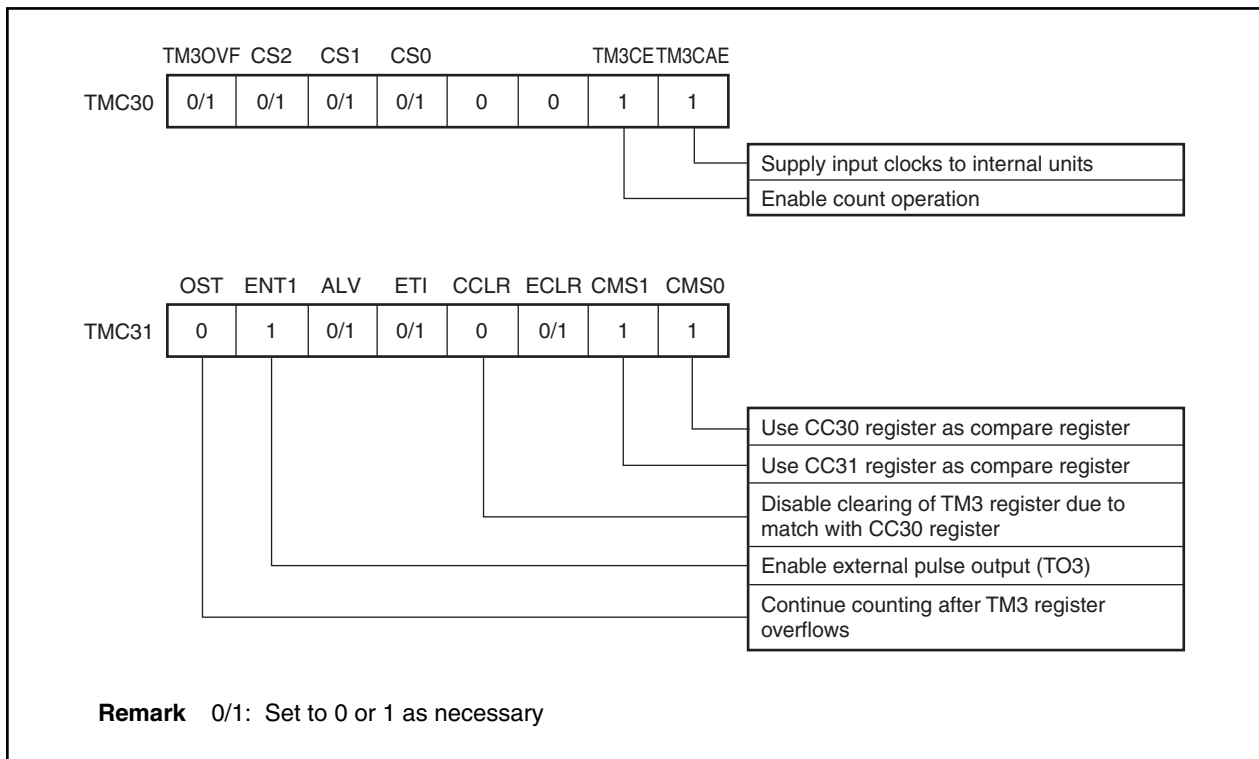 TM3OVF CS2 CS1 CS0 TM3CE TM3CAE
TMC30 0/1 0/1 0/1 0/1 0 0 1 1
Supply input clocks to internal units
Enable count operation
OST ENT1 ALV ETI CCLR ECLR CMS1 CMS0
TMC31 0 1 0/1 0/1 0 0/1 1 1
Use CC30 register as compare register
Use CC31 register as compare register
Disable clearing of TM3 register due to
match with CC30 register
Enable external pulse output (TO3)
Continue counting after TM3 register
overflows
Remark 0/1: Set to 0 or 1 as necessary